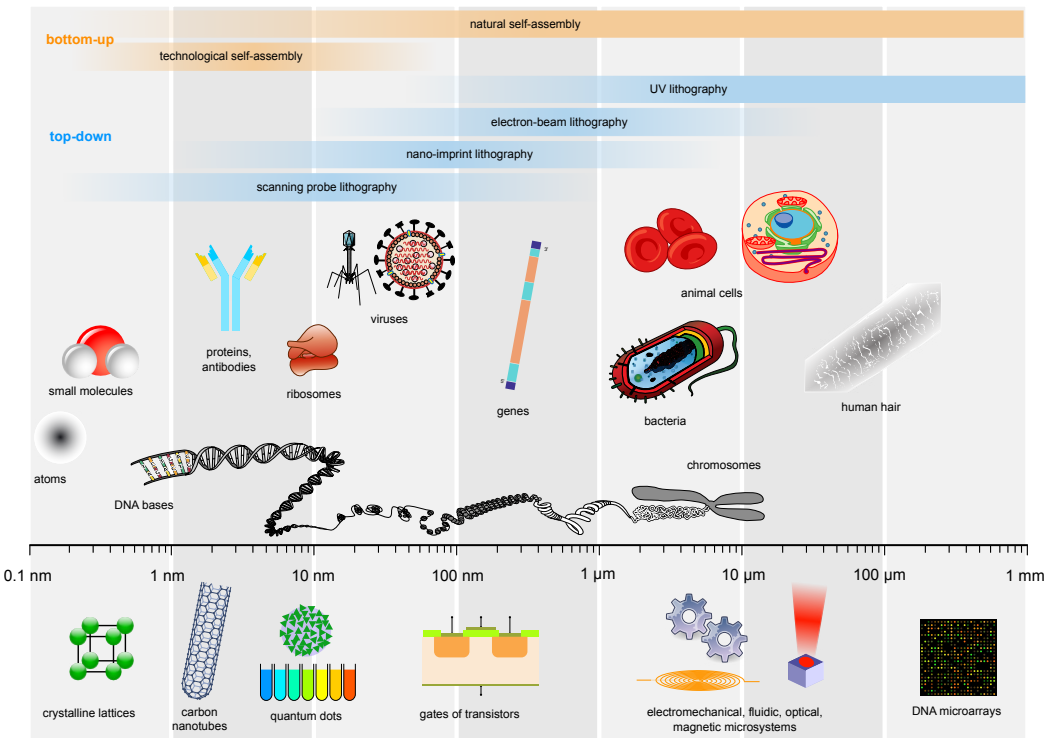 natural self-assembly
bottom-up
technological self-assembly
UV lithography
electron-beam lithography
top-down
nano-imprint lithography
scanning probe lithography
3'
animal cells
viruses
proteins,
antibodies
small molecules
ribosomes
5'
genes
bacteria
human hair
atoms
chromosomes
DNA bases
0.1 nm 1 nm 10 nm 100 nm 1 μm 10 μm 100 μm 1 mm
crystalline lattices
carbon
nanotubes
quantum dots
gates of transistors
electromechanical, fluidic, optical,
magnetic microsystems
DNA microarrays